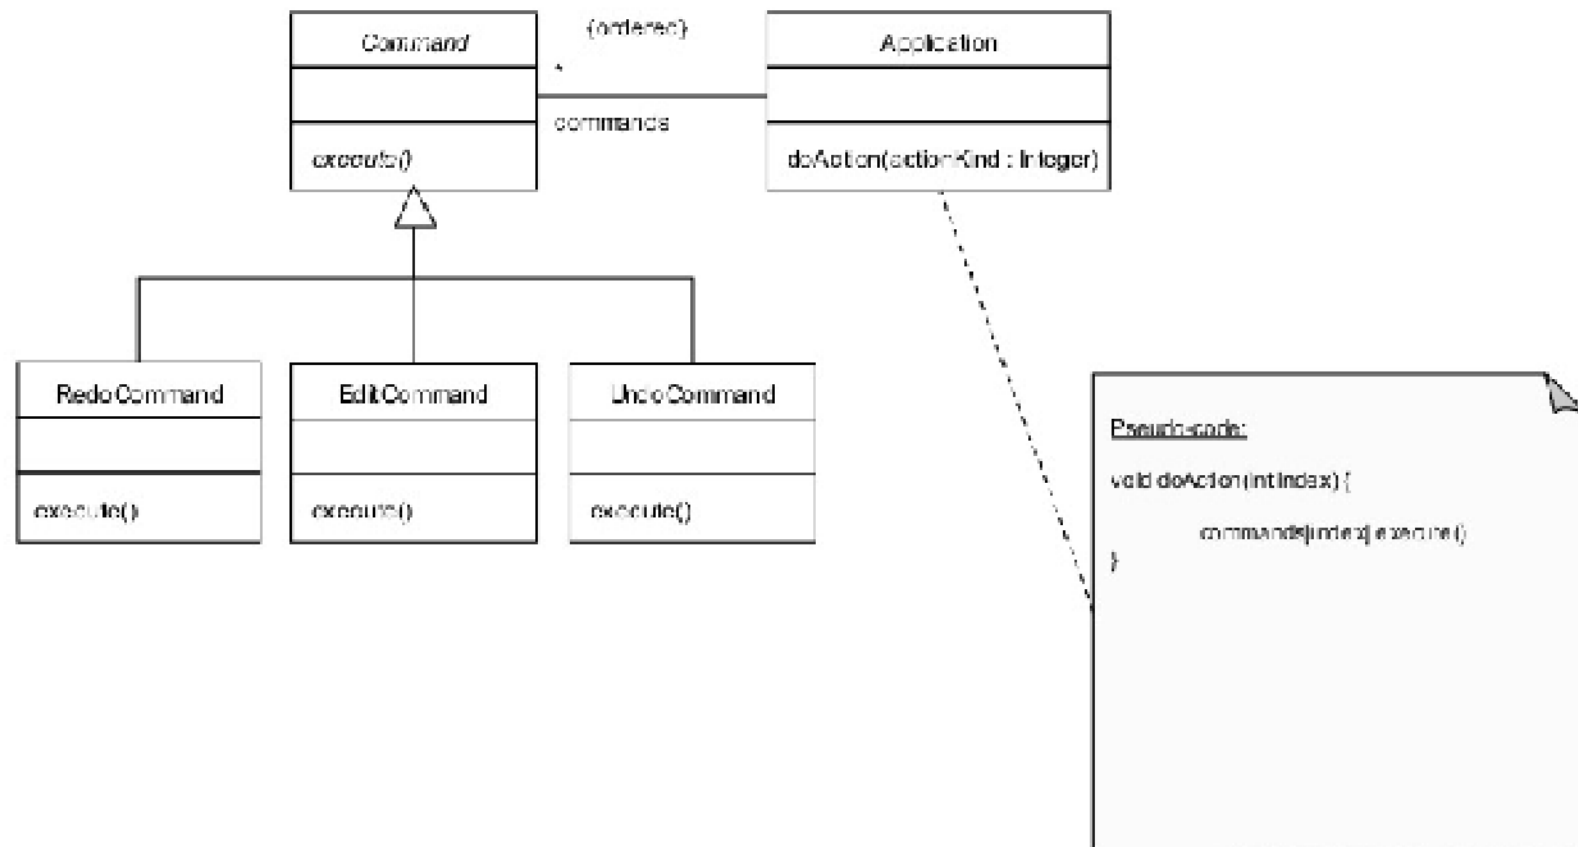 Command
{ordered}
*
commands
execute()
Application
doAction(actionKind : Integer)
RedoCommand
execute()
EditCommand
execute()
UndoCommand
execute()
Pseudo-code:
void doAction(int index) {
commands[index].execute()
}